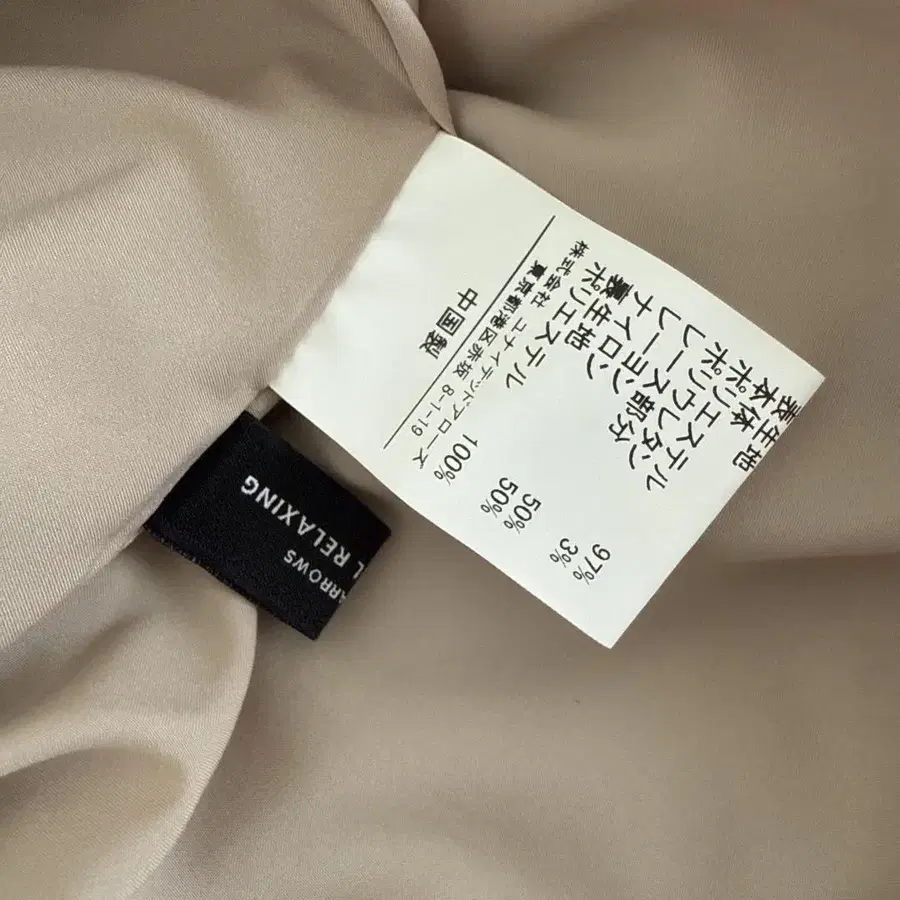 表生地
本体
ポリエステル 97%
ポリウレタン 3%
レース部分
レーヨン 50%
ナイロン 50%
裏生地
ポリエステル 100%
株式会社 ユナイテッドアローズ
東京都港区赤坂 8-1-19
中国製
ARROWS
L RELAXING